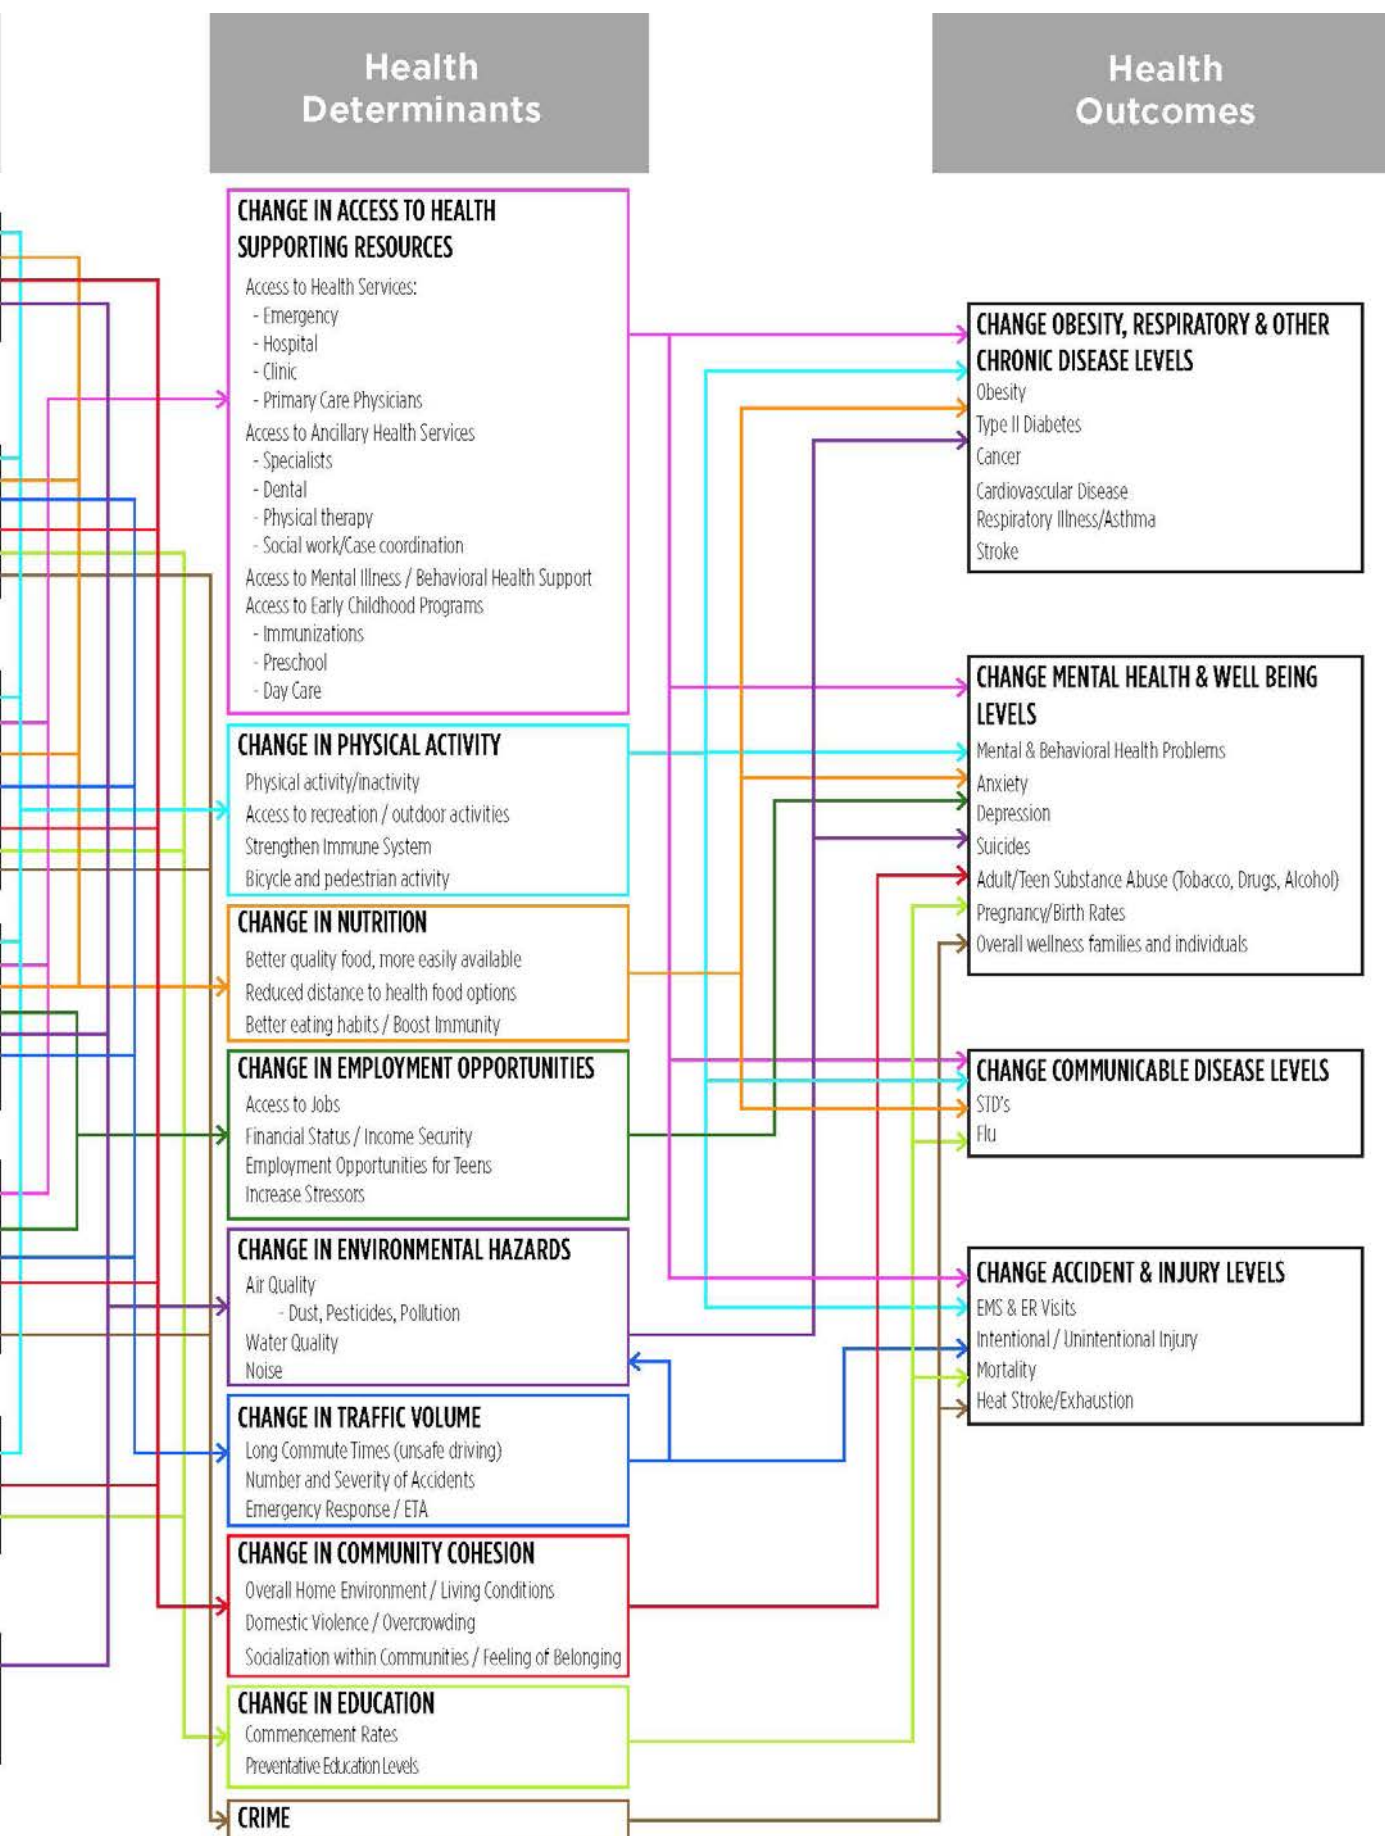 Health
Determinants
Health
Outcomes
CHANGE IN ACCESS TO HEALTH
SUPPORTING RESOURCES
Access to Health Services:
- Emergency
- Hospital
- Clinic
- Primary Care Physicians
Access to Ancillary Health Services
- Specialists
- Dental
- Physical therapy
- Social work/Case coordination
Access to Mental Illness / Behavioral Health Support
Access to Early Childhood Programs
- Immunizations
- Preschool
- Day Care
CHANGE IN PHYSICAL ACTIVITY
Physical activity/inactivity
Access to recreation / outdoor activities
Strengthen Immune System
Bicycle and pedestrian activity
CHANGE IN NUTRITION
Better quality food, more easily available
Reduced distance to health food options
Better eating habits / Boost Immunity
CHANGE IN EMPLOYMENT OPPORTUNITIES
Access to Jobs
Financial Status / Income Security
Employment Opportunities for Teens
Increase Stressors
CHANGE IN ENVIRONMENTAL HAZARDS
Air Quality
- Dust, Pesticides, Pollution
Water Quality
Noise
CHANGE IN TRAFFIC VOLUME
Long Commute Times (unsafe driving)
Number and Severity of Accidents
Emergency Response / ETA
CHANGE IN COMMUNITY COHESION
Overall Home Environment / Living Conditions
Domestic Violence / Overcrowding
Socialization within Communities / Feeling of Belonging
CHANGE IN EDUCATION
Commencement Rates
Preventative Education Levels
CRIME
CHANGE OBESITY, RESPIRATORY & OTHER
CHRONIC DISEASE LEVELS
Obesity
Type II Diabetes
Cancer
Cardiovascular Disease
Respiratory Illness/Asthma
Stroke
CHANGE MENTAL HEALTH & WELL BEING
LEVELS
Mental & Behavioral Health Problems
Anxiety
Depression
Suicides
Adult/Teen Substance Abuse (Tobacco, Drugs, Alcohol)
Pregnancy/Birth Rates
Overall wellness families and individuals
CHANGE COMMUNICABLE DISEASE LEVELS
STD's
Flu
CHANGE ACCIDENT & INJURY LEVELS
EMS & ER Visits
Intentional / Unintentional Injury
Mortality
Heat Stroke/Exhaustion